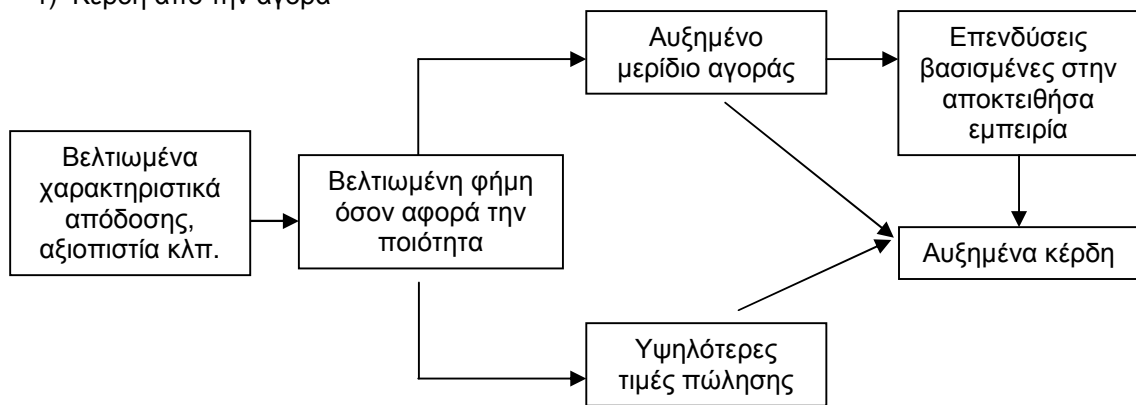 1) Κέρδη από την αγορά
Βελτιωμένα
χαρακτηριστικά
απόδοσης,
αξιοπιστία κλπ.
Βελτιωμένη φήμη
όσον αφορά την
ποιότητα
Αυξημένο
μερίδιο αγοράς
Επενδύσεις
βασισμένες στην
αποκτειθήσα
εμπειρία
Αυξημένα κέρδη
Υψηλότερες
τιμές πώλησης